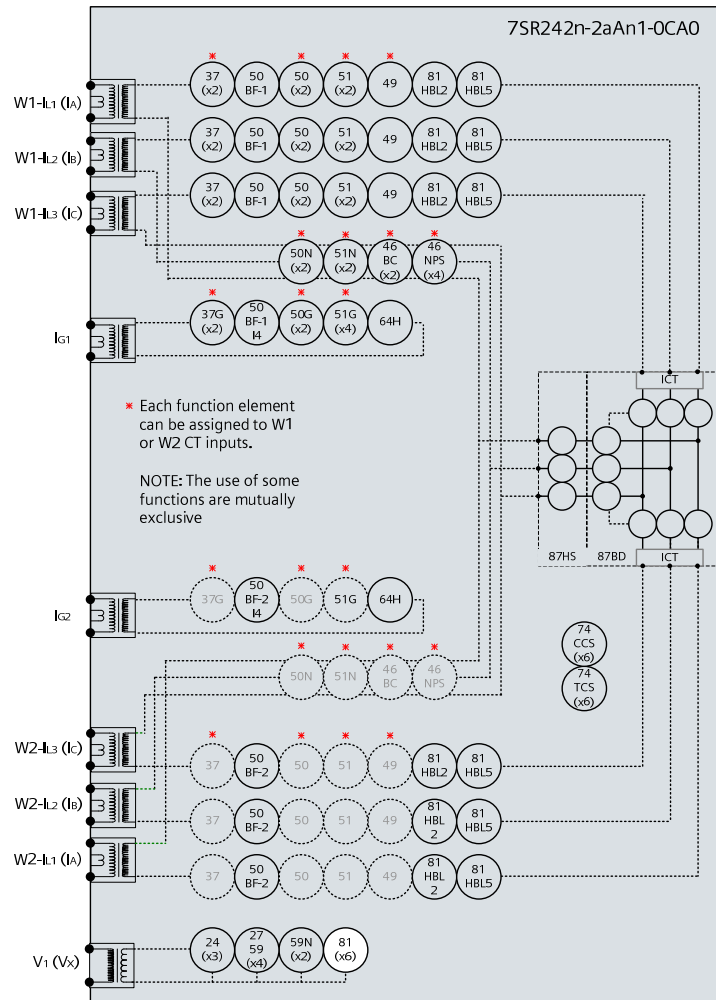 7SR242n-2aAn1-0CA0
* * * *
W1-IL1 (IA)
37 (x2) 50 BF-1 50 (x2) 51 (x2) 49 81 HBL2 81 HBL5
W1-IL2 (IB)
37 (x2) 50 BF-1 50 (x2) 51 (x2) 49 81 HBL2 81 HBL5
W1-IL3 (IC)
37 (x2) 50 BF-1 50 (x2) 51 (x2) 49 81 HBL2 81 HBL5
* * * *
50N (x2) 51N (x2) 46 BC (x2) 46 NPS (x4)
* * *
IG1
37G (x2) 50 BF-1 I4 50G (x2) 51G (x4) 64H
ICT
* Each function element
can be assigned to W1
or W2 CT inputs.
NOTE: The use of some
functions are mutually
exclusive
87HS 87BD ICT
* * *
IG2
37G 50 BF-2 I4 50G 51G 64H
* * * *
50N 51N 46 BC 46 NPS
74 CCS (x6)
74 TCS (x6)
* * * *
W2-IL3 (IC)
37 50 BF-2 50 51 49 81 HBL2 81 HBL5
W2-IL2 (IB)
37 50 BF-2 50 51 49 81 HBL 2 81 HBL5
W2-IL1 (IA)
37 50 BF-2 50 51 49 81 HBL 2 81 HBL5
V1 (VX)
24 (x3) 27 59 (x4) 59N (x2) 81 (x6)